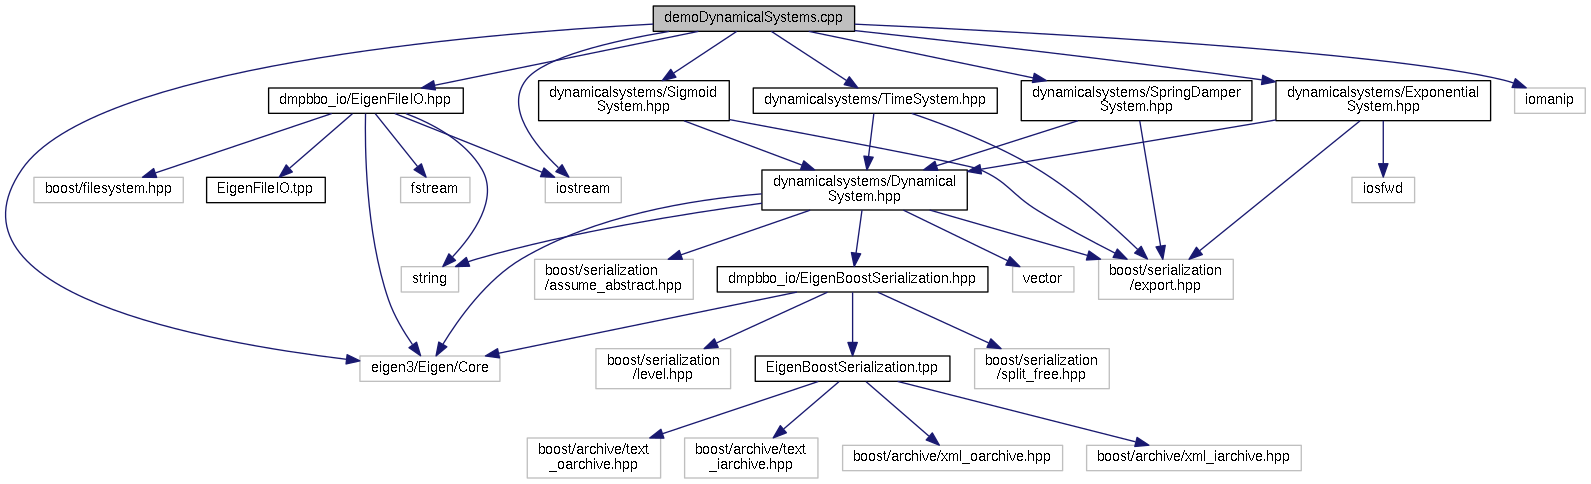 demoDynamicalSystems.cpp
dmpbbo_io/EigenFileIO.hpp
dynamicalsystems/Sigmoid
System.hpp
dynamicalsystems/TimeSystem.hpp
dynamicalsystems/SpringDamper
System.hpp
dynamicalsystems/Exponential
System.hpp
iomanip
boost/filesystem.hpp
EigenFileIO.tpp
fstream
iostream
dynamicalsystems/Dynamical
System.hpp
iosfwd
string
boost/serialization
/assume_abstract.hpp
dmpbbo_io/EigenBoostSerialization.hpp
vector
boost/serialization
/export.hpp
eigen3/Eigen/Core
boost/serialization
/level.hpp
EigenBoostSerialization.tpp
boost/serialization
/split_free.hpp
boost/archive/text
_oarchive.hpp
boost/archive/text
_iarchive.hpp
boost/archive/xml_oarchive.hpp
boost/archive/xml_iarchive.hpp